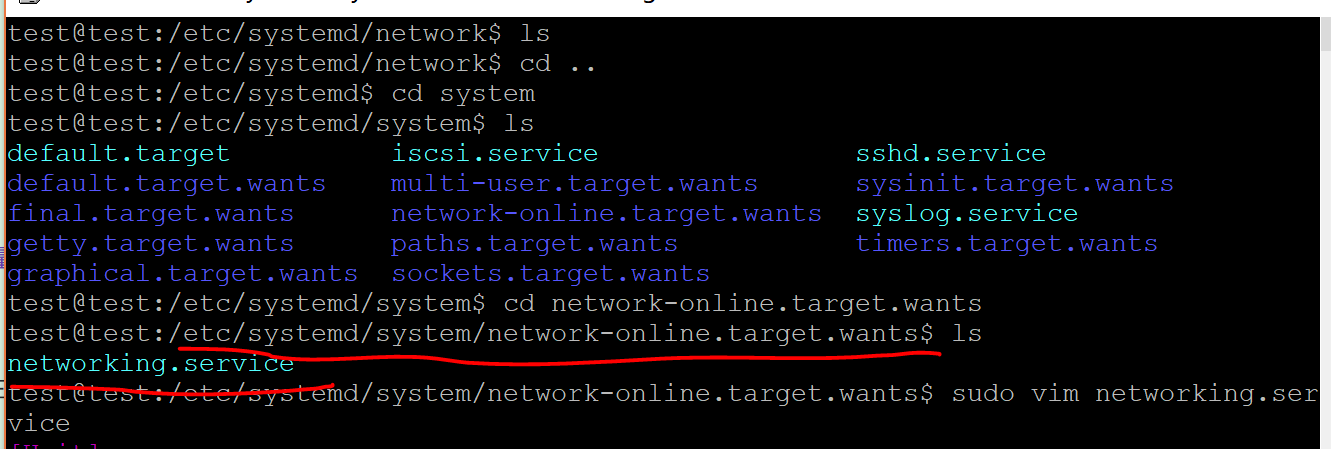 test@test:/etc/systemd/network$ ls
test@test:/etc/systemd/network$ cd ..
test@test:/etc/systemd$ cd system
test@test:/etc/systemd/system$ ls
default.target iscsi.service sshd.service
default.target.wants multi-user.target.wants sysinit.target.wants
final.target.wants network-online.target.wants syslog.service
getty.target.wants paths.target.wants timers.target.wants
graphical.target.wants sockets.target.wants
test@test:/etc/systemd/system$ cd network-online.target.wants
test@test:/etc/systemd/system/network-online.target.wants$ ls
networking.service
test@test:/etc/systemd/system/network-online.target.wants$ sudo vim networking.ser
vice